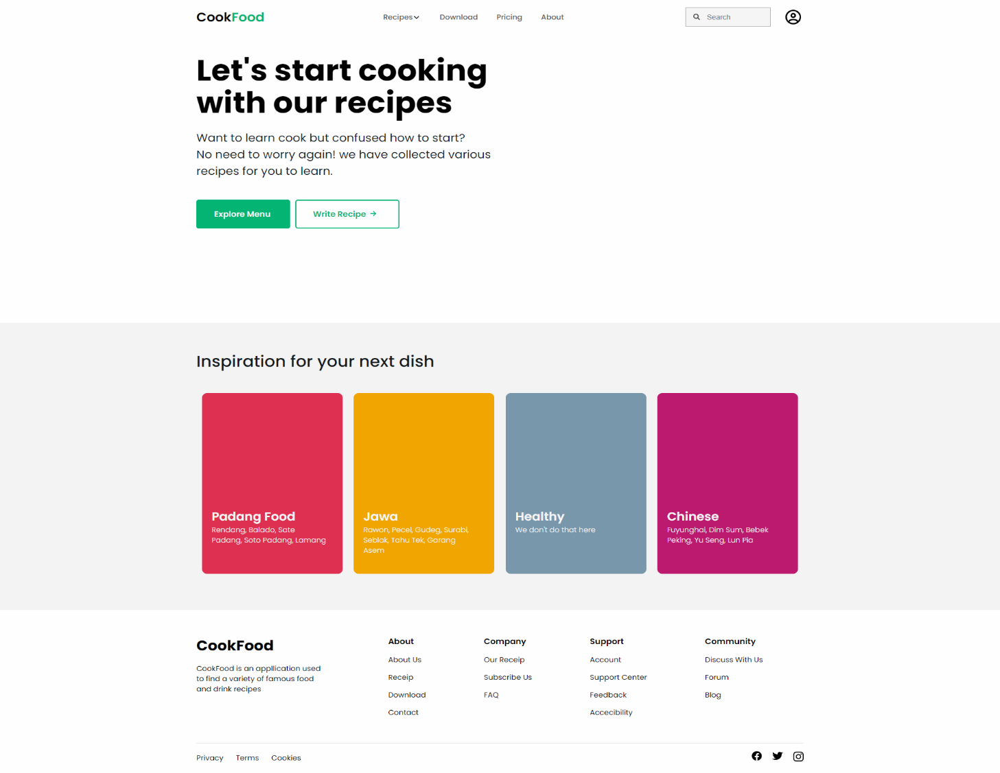 CookFood
Recipes
Download
Pricing
About
Search
Let's start cooking
with our recipes
Want to learn cook but confused how to start?
No need to worry again! we have collected various
recipes for you to learn.
Explore Menu
Write Recipe →
Inspiration for your next dish
Padang Food
Rendang, Balado, Sate
Padang, Soto Padang, Lamang
Jawa
Rawon, Pecel, Gudeg, Surabi,
Seblak, Tahu Tek, Garang
Asem
Healthy
We don't do that here
Chinese
Fuyunghai, Dim Sum, Bebek
Peking, Yu Seng, Lun Pia
CookFood
CookFood is an appllication used
to find a variety of famous food
and drink recipes
About
About Us
Receip
Download
Contact
Company
Our Receip
Subscribe Us
FAQ
Support
Account
Support Center
Feedback
Accecibility
Community
Discuss With Us
Forum
Blog
Privacy
Terms
Cookies